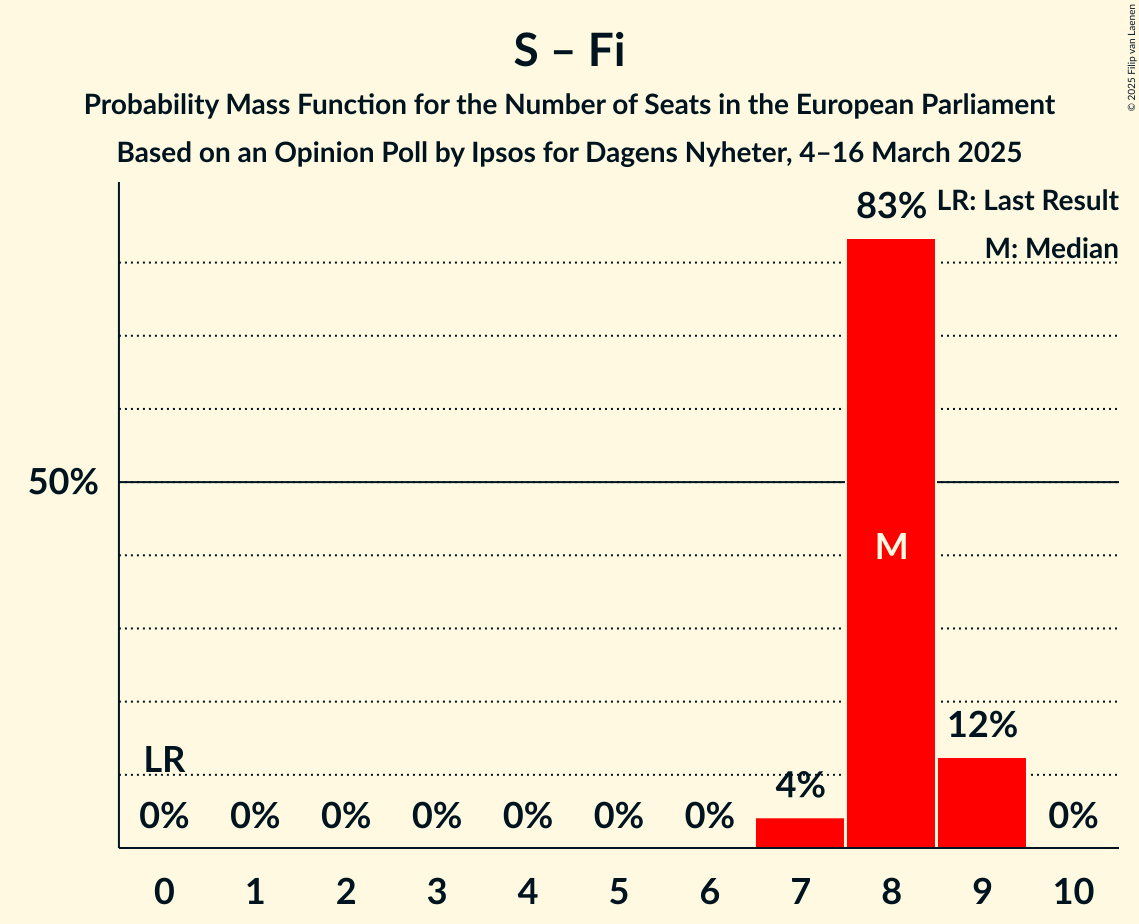 S – Fi
Probability Mass Function for the Number of Seats in the European Parliament
Based on an Opinion Poll by Ipsos for Dagens Nyheter, 4–16 March 2025
© 2025 Filip van Laenen
LR: Last Result
M: Median
83%
50%
M
12%
LR
4%
0% 0% 0% 0% 0% 0% 0% 0%
0 1 2 3 4 5 6 7 8 9 10